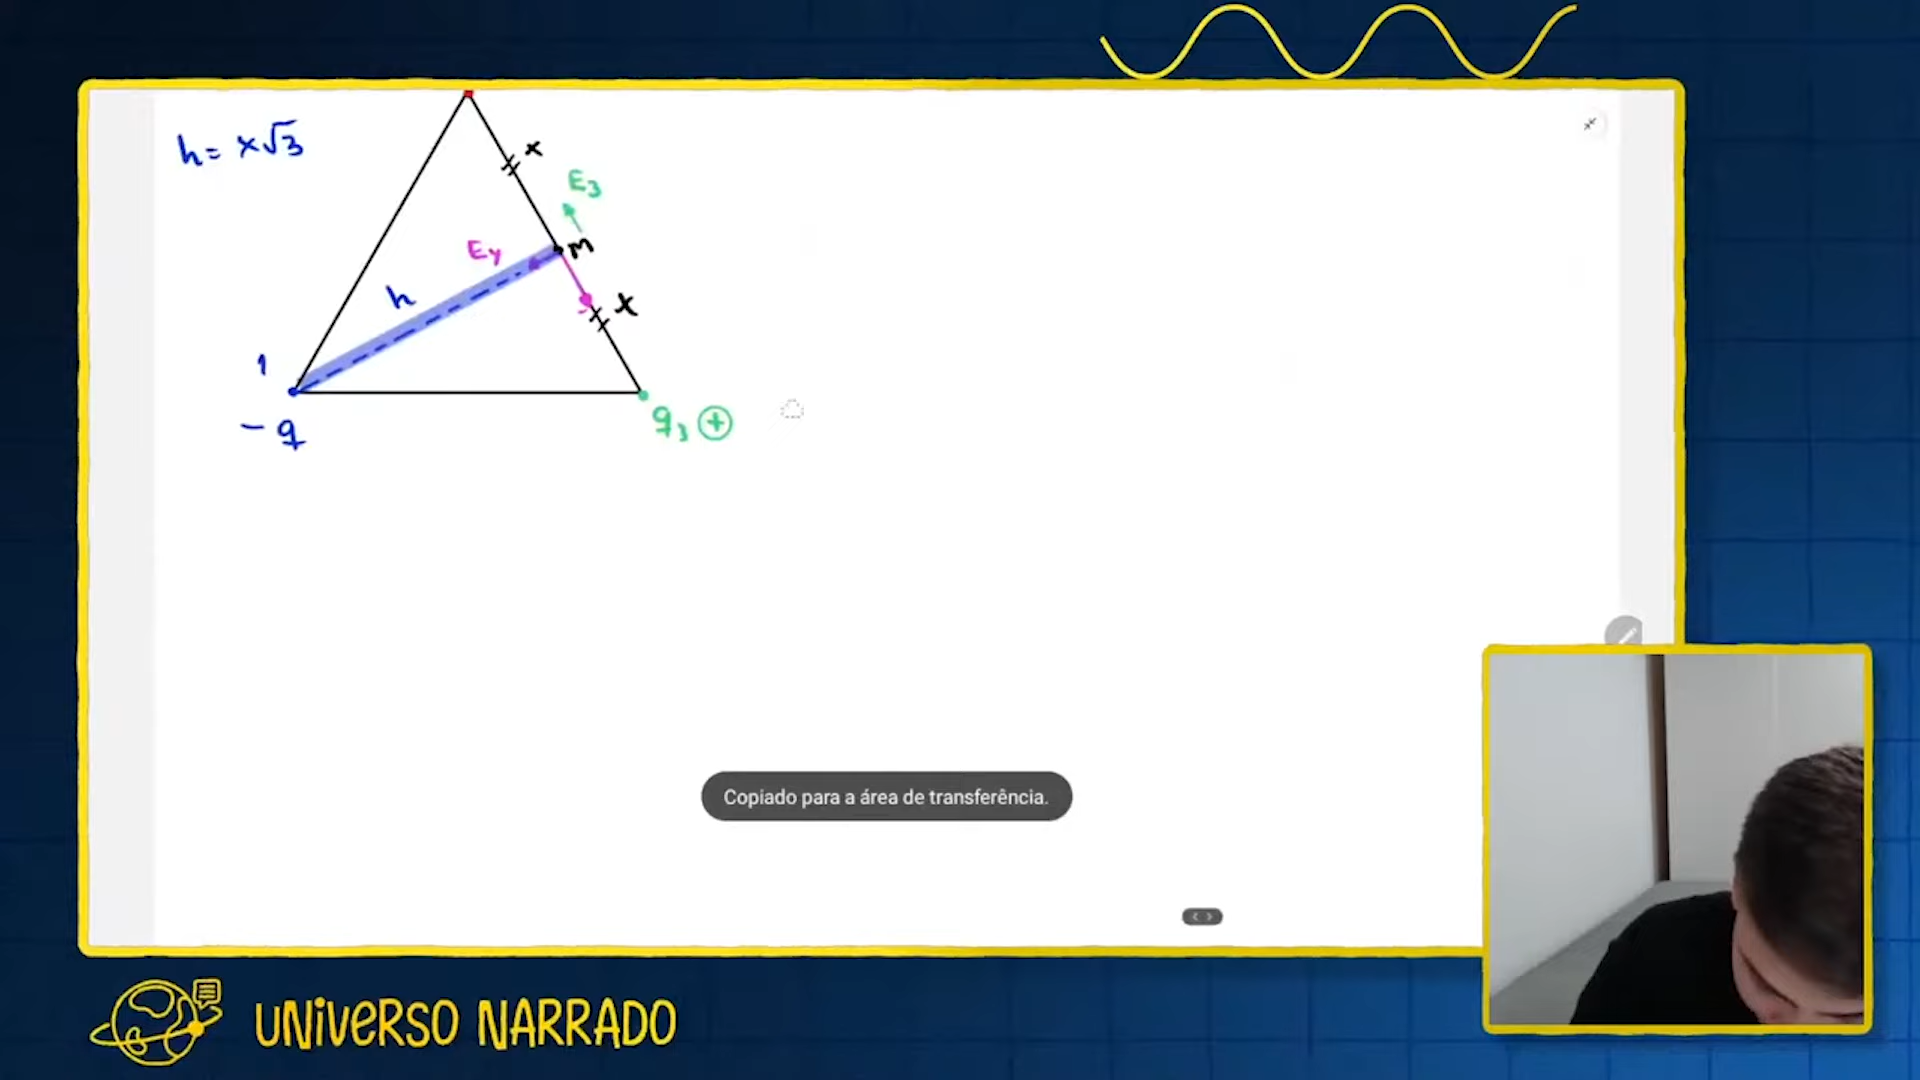 h = x√3
x
E3
M
Ey
h
x
1
- q
q3 +
Copiado para a área de transferência.
UNIVERSO NARRADO